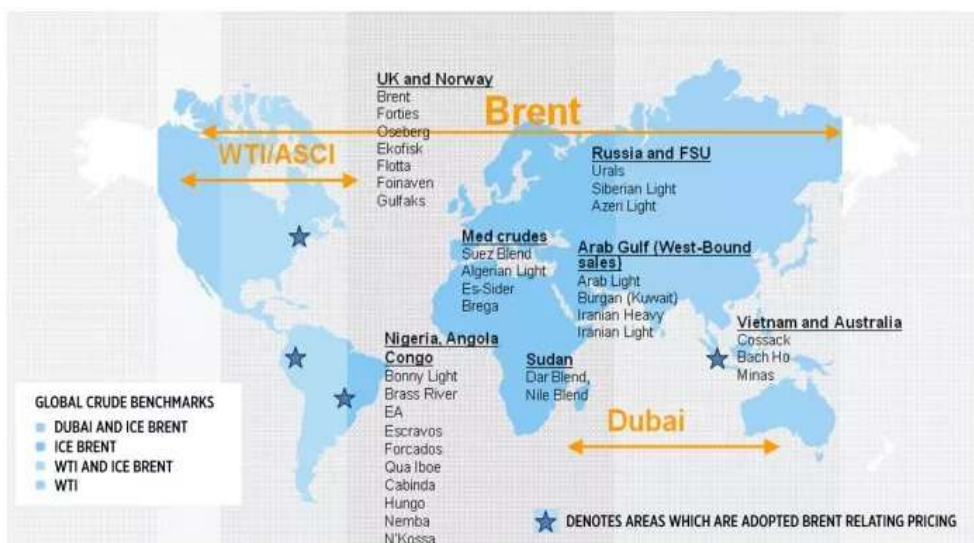 UK and Norway
Brent
Forties
Oseberg
Ekofisk
Flotta
Foinaven
Gulfaks
Brent
WTI/ASCI
Russia and FSU
Urals
Siberian Light
Azeri Light
Med crudes
Suez Blend
Algerian Light
Es-Sider
Brega
Arab Gulf (West-Bound
sales)
Arab Light
Burgan (Kuwait)
Iranian Heavy
Iranian Light
Vietnam and Australia
Cossack
Bach Ho
Minas
Nigeria, Angola
Congo
Bonny Light
Brass River
EA
Escravos
Forcados
Qua Iboe
Cabinda
Hungo
Nemba
N'Kossa
Sudan
Dar Blend,
Nile Blend
Dubai
GLOBAL CRUDE BENCHMARKS
DUBAI AND ICE BRENT
ICE BRENT
WTI AND ICE BRENT
WTI
DENOTES AREAS WHICH ARE ADOPTED BRENT RELATING PRICING